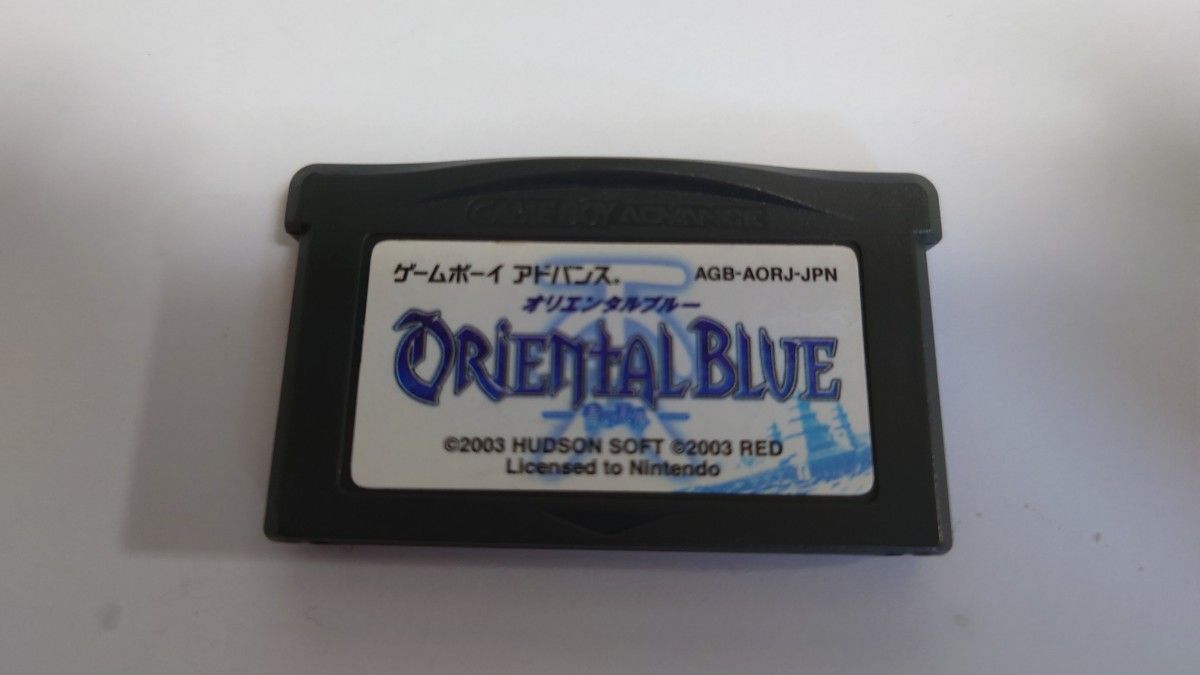 GAME BOY ADVANCE
ゲームボーイ アドバンス. AGB-AORJ-JPN
オリエンタルブルー
ORIENTAL BLUE
©2003 HUDSON SOFT ©2003 RED
Licensed to Nintendo